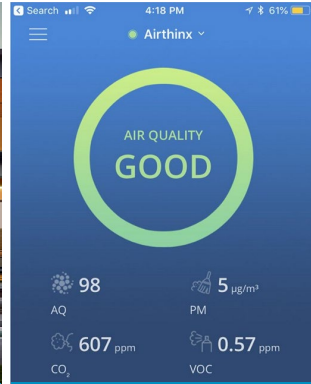 Search 4:18 PM 61%
Airthinx
AIR QUALITY
GOOD
98
AQ
5 µg/m³
PM
607 ppm
CO₂
0.57 ppm
VOC